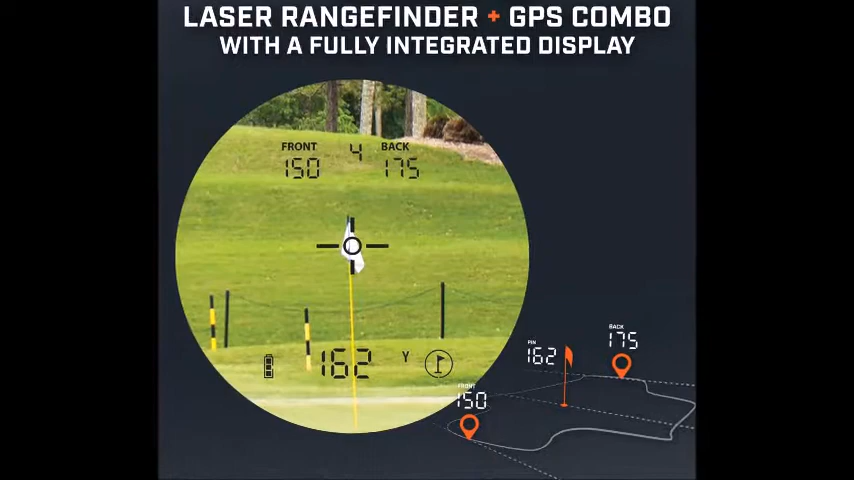 LASER RANGEFINDER + GPS COMBO
WITH A FULLY INTEGRATED DISPLAY
FRONT 4 BACK
150 175
162 Y
PIN
162
BACK
175
FRONT
150